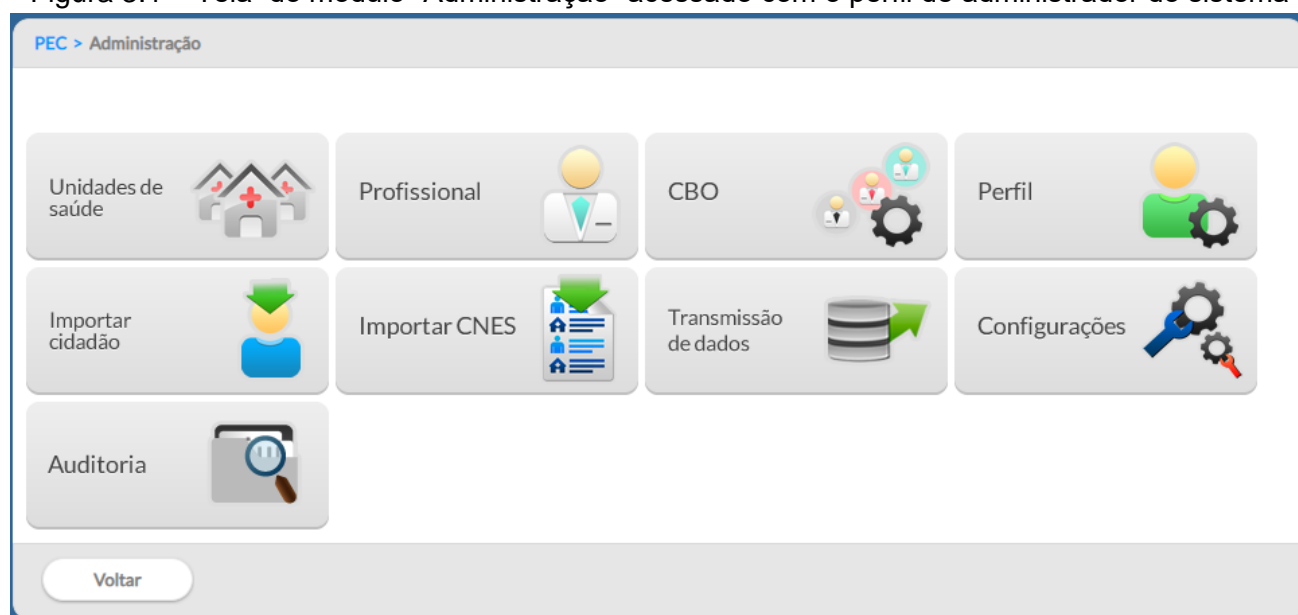 PEC > Administração
Unidades de
saúde
Profissional
CBO
Perfil
Importar
cidadão
Importar CNES
Transmissão
de dados
Configurações
Auditoria
Voltar